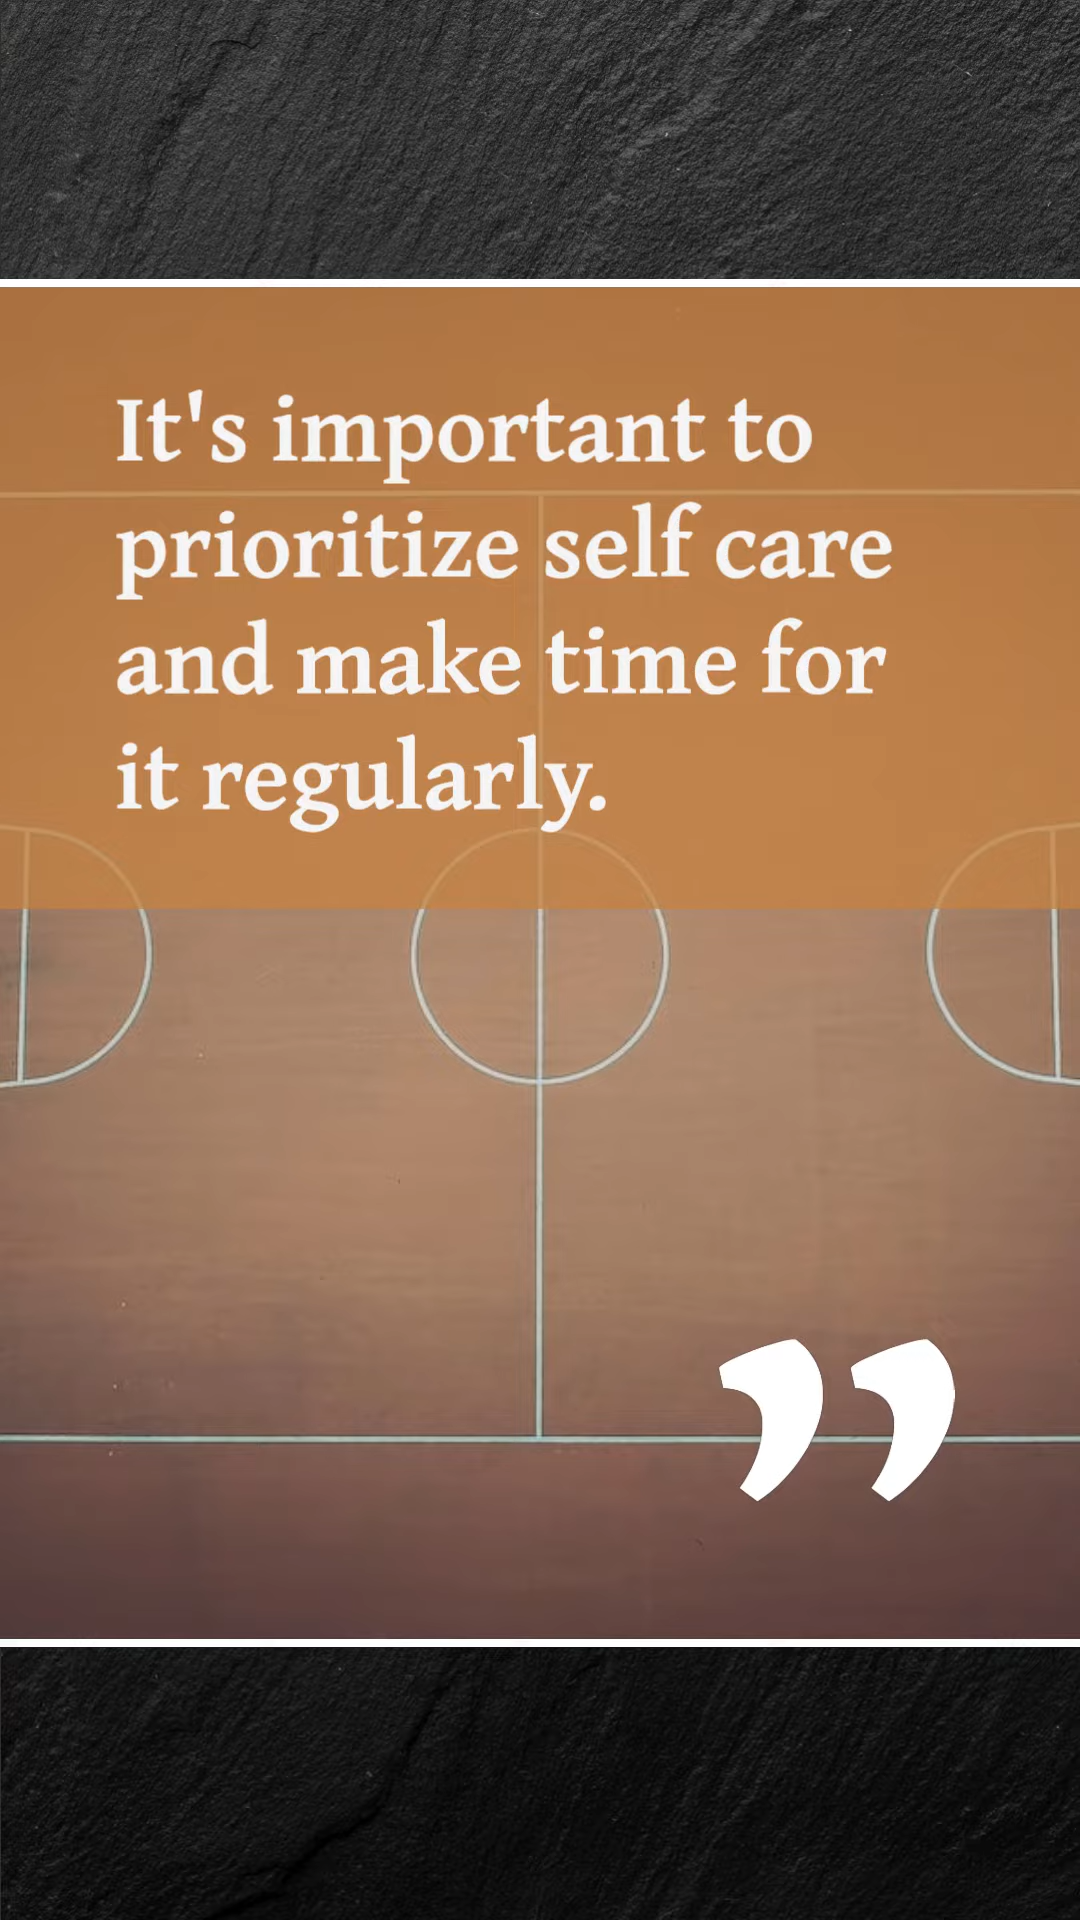 It's important to
prioritize self care
and make time for
it regularly.
”